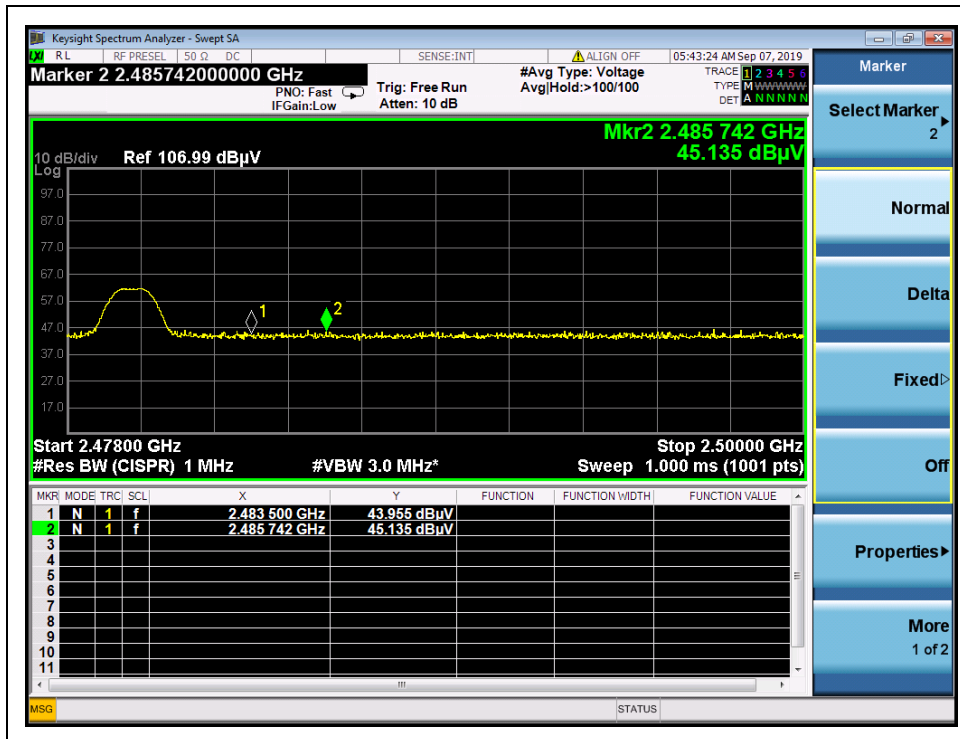 Keysight Spectrum Analyzer - Swept SA
LXI RL RF PRESEL 50 Ω DC SENSE:INT ALIGN OFF 05:43:24 AM Sep 07, 2019
Marker 2 2.485742000000 GHz
PNO: Fast
IFGain:Low
Trig: Free Run
Atten: 10 dB
#Avg Type: Voltage
Avg|Hold:>100/100
TRACE 1 2 3 4 5 6
TYPE M WWWWW
DET A N N N N N
Mkr2 2.485 742 GHz
45.135 dBµV
10 dB/div Ref 106.99 dBµV
Log
97.0
87.0
77.0
67.0
57.0
47.0
37.0
27.0
17.0
1
2
Start 2.47800 GHz Stop 2.50000 GHz
#Res BW (CISPR) 1 MHz #VBW 3.0 MHz* Sweep 1.000 ms (1001 pts)
MKR MODE TRC SCL X Y FUNCTION FUNCTION WIDTH FUNCTION VALUE
1 N 1 f 2.483 500 GHz 43.955 dBµV
2 N 1 f 2.485 742 GHz 45.135 dBµV
3
4
5
6
7
8
9
10
11
MSG STATUS
Marker
Select Marker
2
Normal
Delta
Fixed
Off
Properties
More
1 of 2